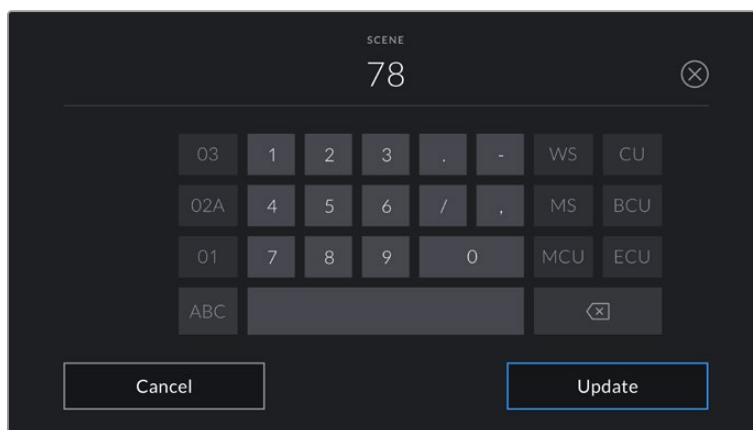 SCENE
78
03 1 2 3 . - WS CU
02A 4 5 6 / , MS BCU
01 7 8 9 0 MCU ECU
ABC
Cancel Update